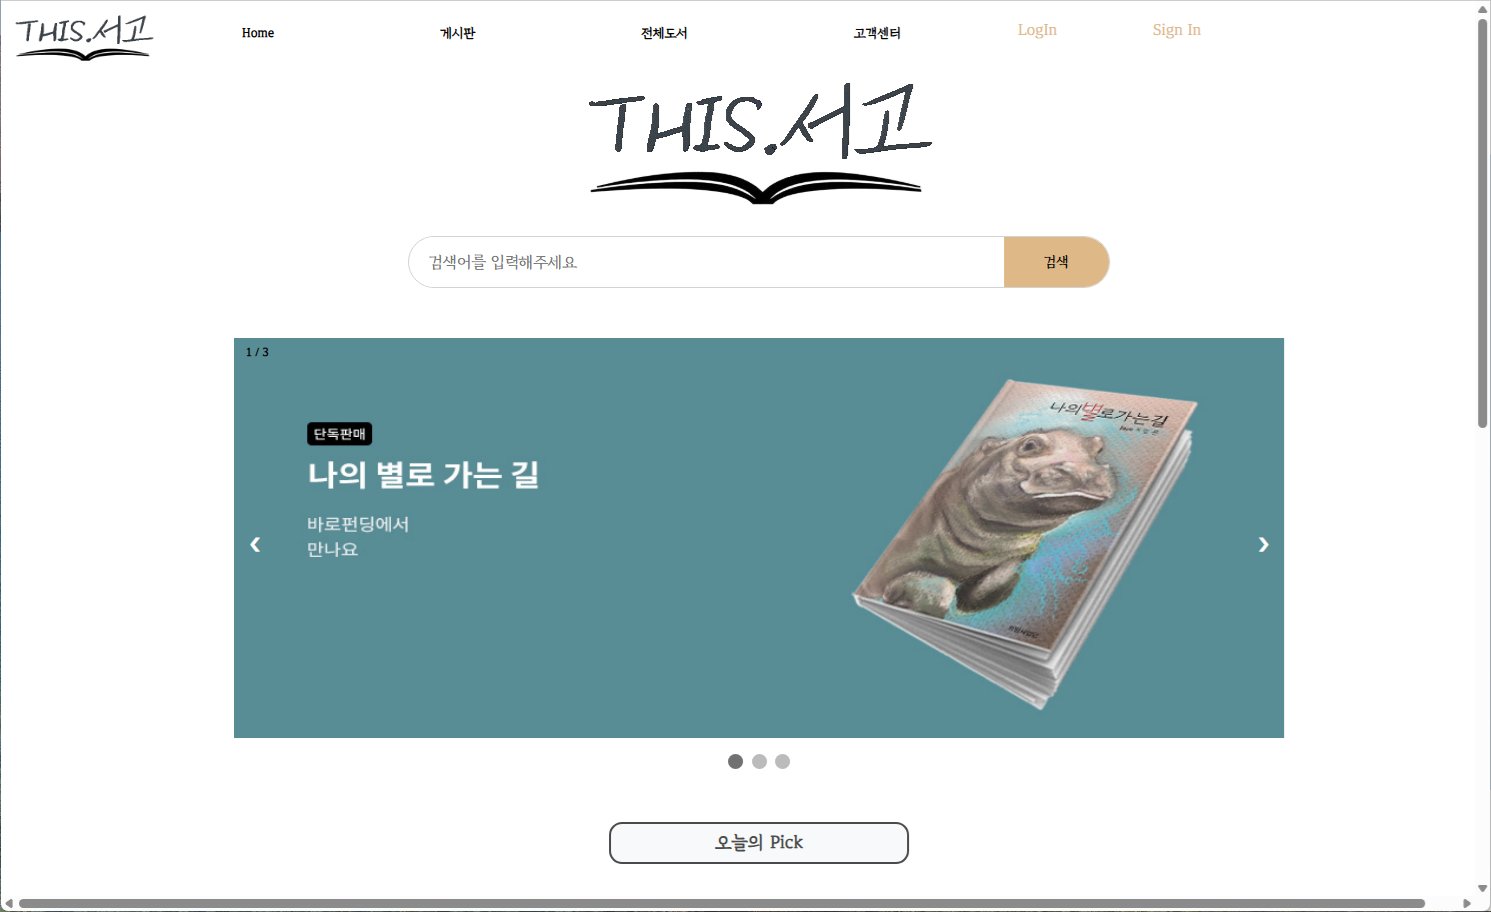 THIS.서고
Home 게시판 전체도서 고객센터 LogIn Sign In
THIS.서고
검색어를 입력해주세요 검색
1 / 3
단독판매
나의 별로 가는 길
바로펀딩에서
만나요
나의별로가는길
오늘의 Pick